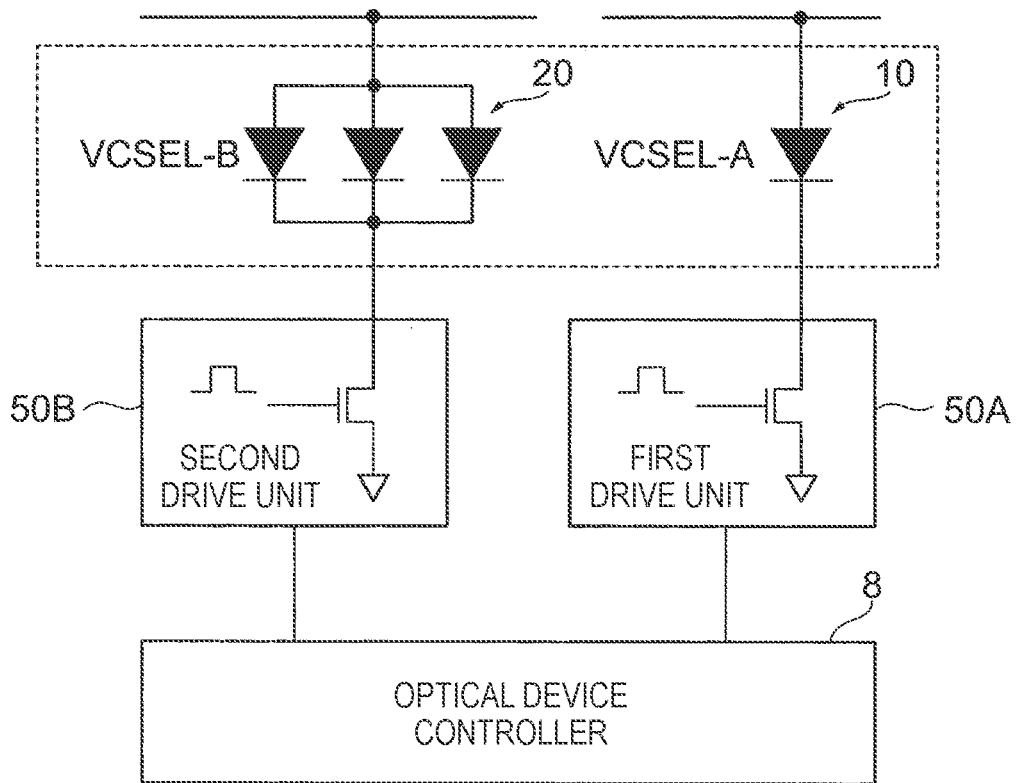 20
10
VCSEL-B
VCSEL-A
50B
50A
SECOND
DRIVE UNIT
FIRST
DRIVE UNIT
8
OPTICAL DEVICE
CONTROLLER